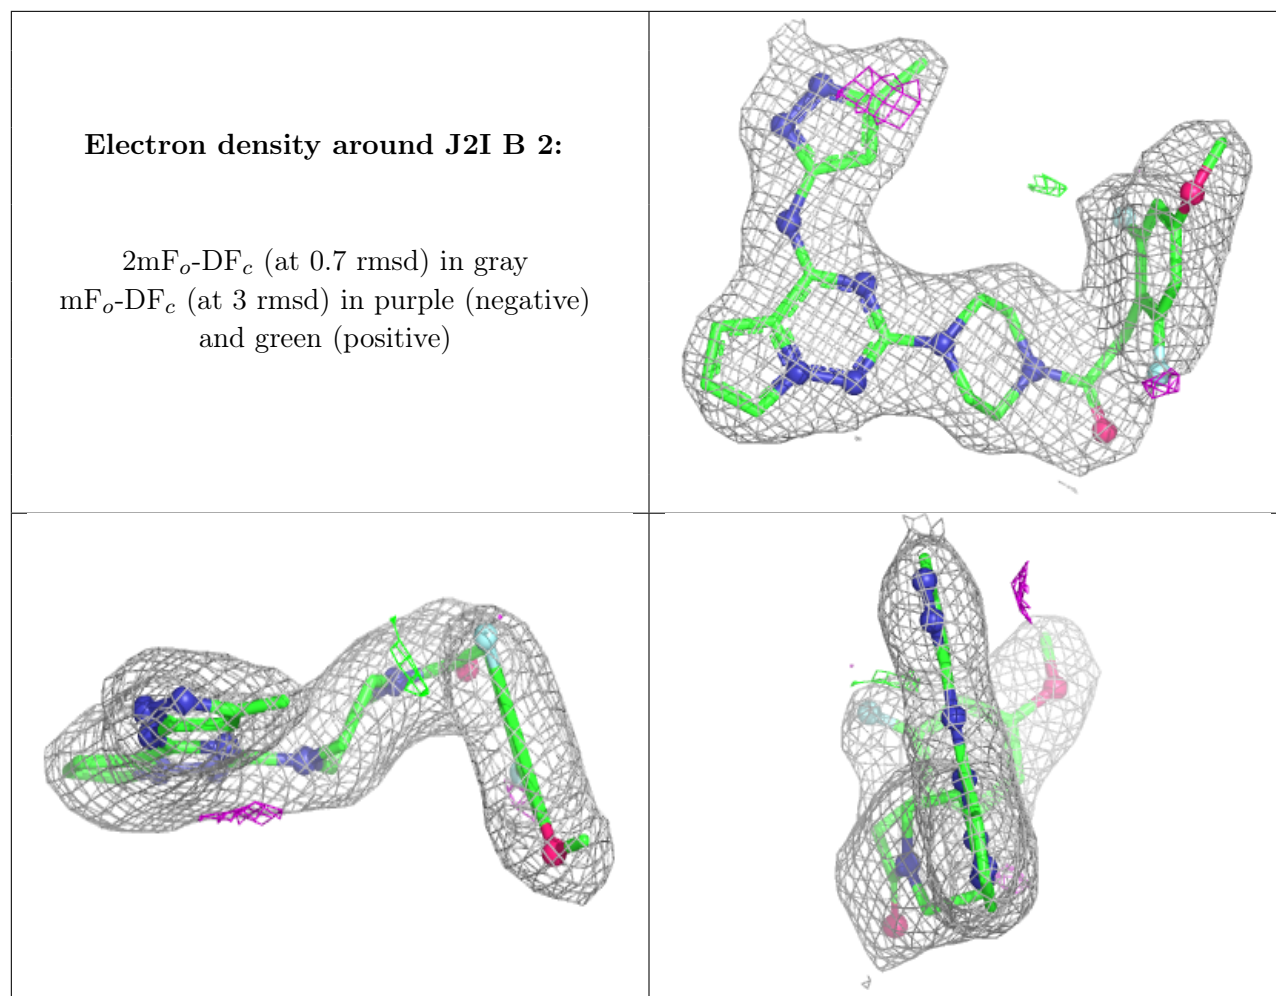 Electron density around J2I B 2:
2mFo-DFc (at 0.7 rmsd) in gray
mFo-DFc (at 3 rmsd) in purple (negative)
and green (positive)